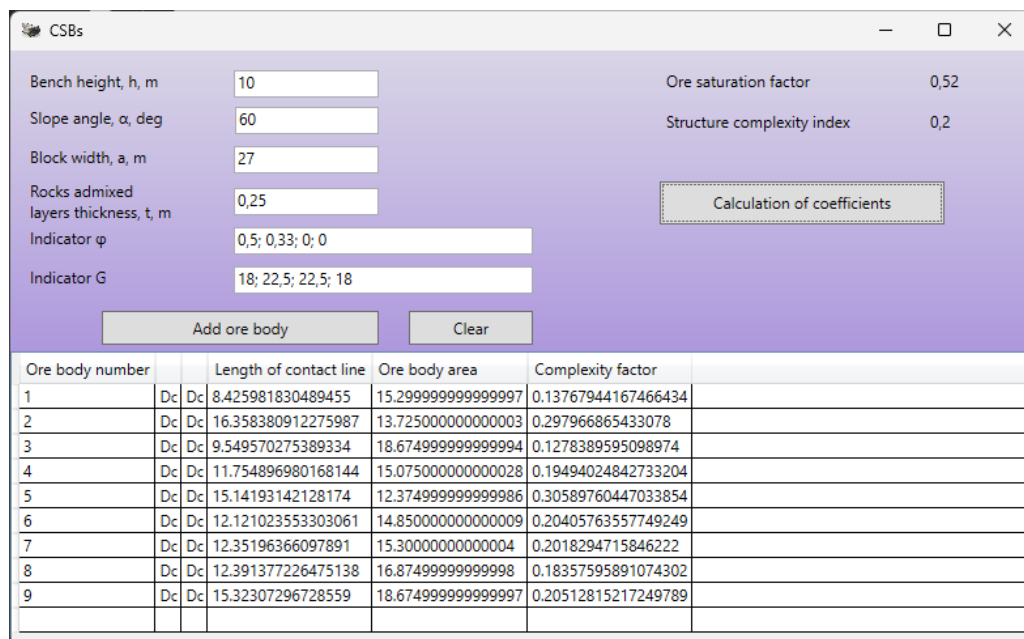 CSBs
Bench height, h, m 10 Ore saturation factor 0,52
Slope angle, α, deg 60 Structure complexity index 0,2
Block width, a, m 27
Rocks admixed
layers thickness, t, m 0,25 Calculation of coefficients
Indicator φ 0,5; 0,33; 0; 0
Indicator G 18; 22,5; 22,5; 18
Add ore body Clear
Ore body number Length of contact line Ore body area Complexity factor
1 Dc Dc 8.425981830489455 15.299999999999997 0.13767944167466434
2 Dc Dc 16.358380912275987 13.725000000000003 0.297966865433078
3 Dc Dc 9.549570275389334 18.674999999999994 0.1278389595098974
4 Dc Dc 11.754896980168144 15.075000000000028 0.19494024842733204
5 Dc Dc 15.14193142128174 12.374999999999986 0.30589760447033854
6 Dc Dc 12.121023553303061 14.850000000000009 0.20405763557749249
7 Dc Dc 12.35196366097891 15.30000000000004 0.2018294715846222
8 Dc Dc 12.391377226475138 16.87499999999998 0.18357595891074302
9 Dc Dc 15.32307296728559 18.674999999999997 0.20512815217249789